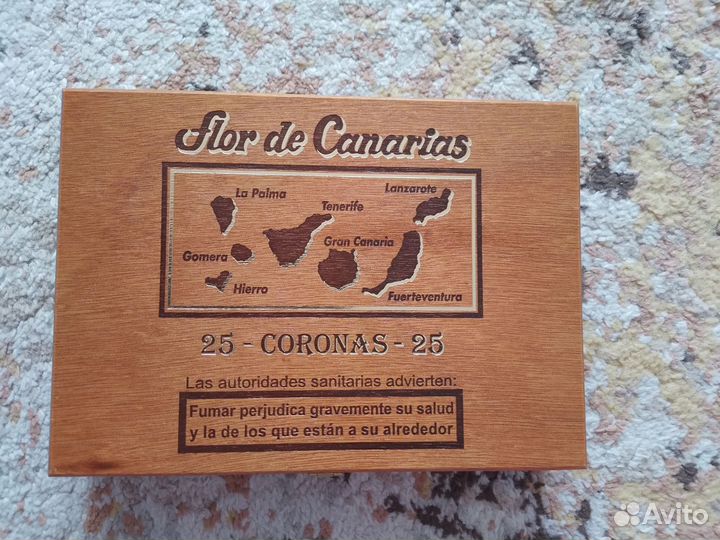 Flor de Canarias
La Palma
Lanzarote
Tenerife
Gomera
Gran Canaria
Hierro
Fuerteventura
25 - CORONAS - 25
Las autoridades sanitarias advierten:
Fumar perjudica gravemente su salud
y la de los que están a su alrededor
Avito